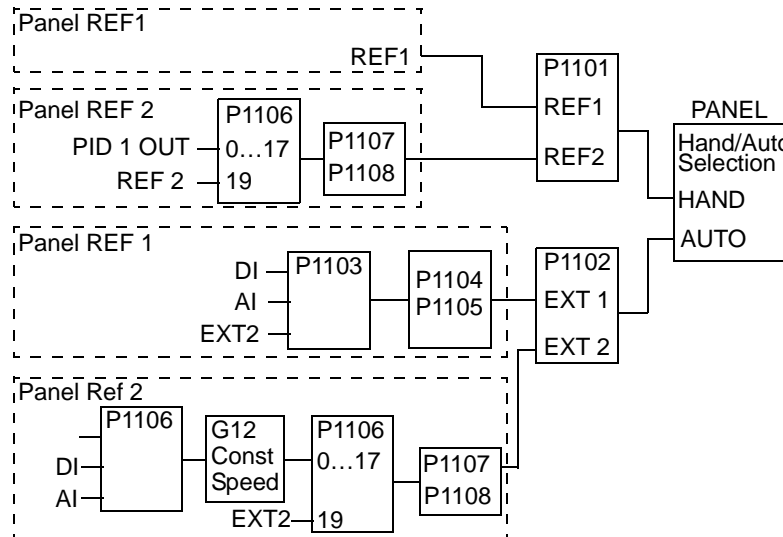 Panel REF1
REF1
Panel REF 2
P1106
PID 1 OUT
0...17
REF 2
19
P1107
P1108
P1101
REF1
REF2
PANEL
Hand/Auto
Selection
HAND
AUTO
Panel REF 1
DI
AI
EXT2
P1103
P1104
P1105
P1102
EXT 1
EXT 2
Panel Ref 2
P1106
DI
AI
G12
Const
Speed
P1106
0...17
EXT2
19
P1107
P1108